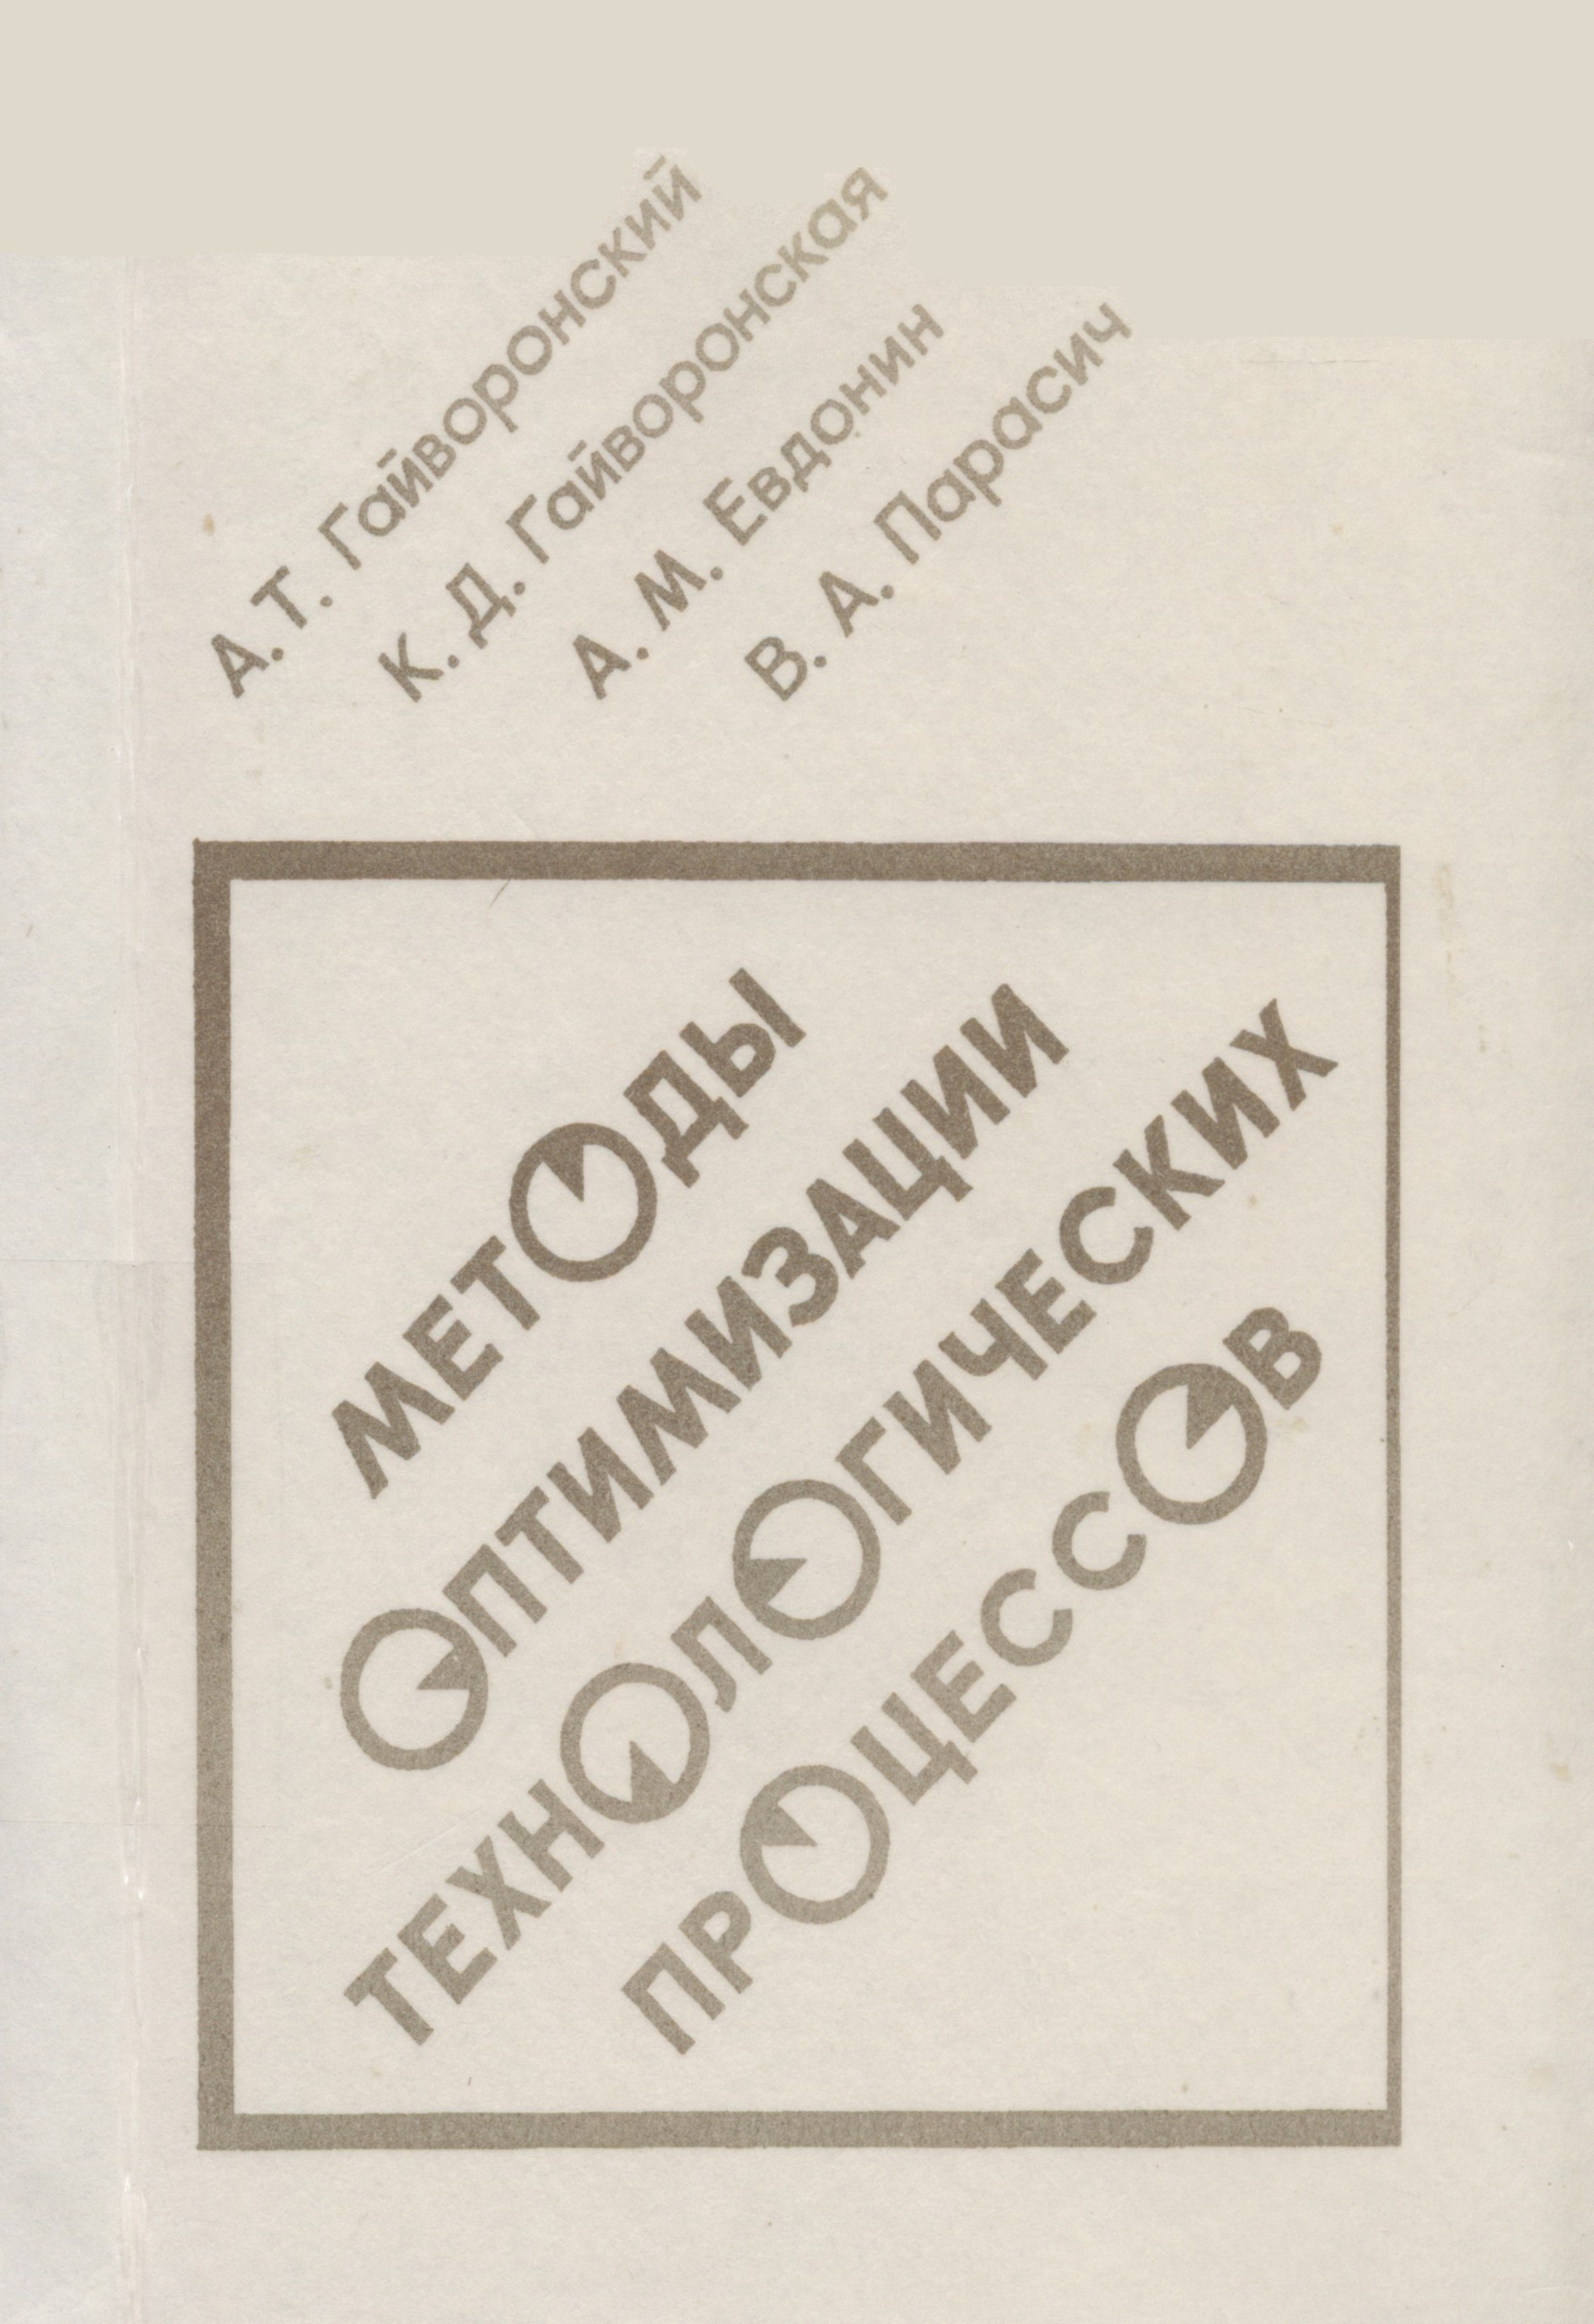 А. Т. Гайворонский
К. Д. Гайворонская
А. М. Евдонин
В. А. Парасич
МЕТОДЫ
ОПТИМИЗАЦИИ
ТЕХНОЛОГИЧЕСКИХ
ПРОЦЕССОВ